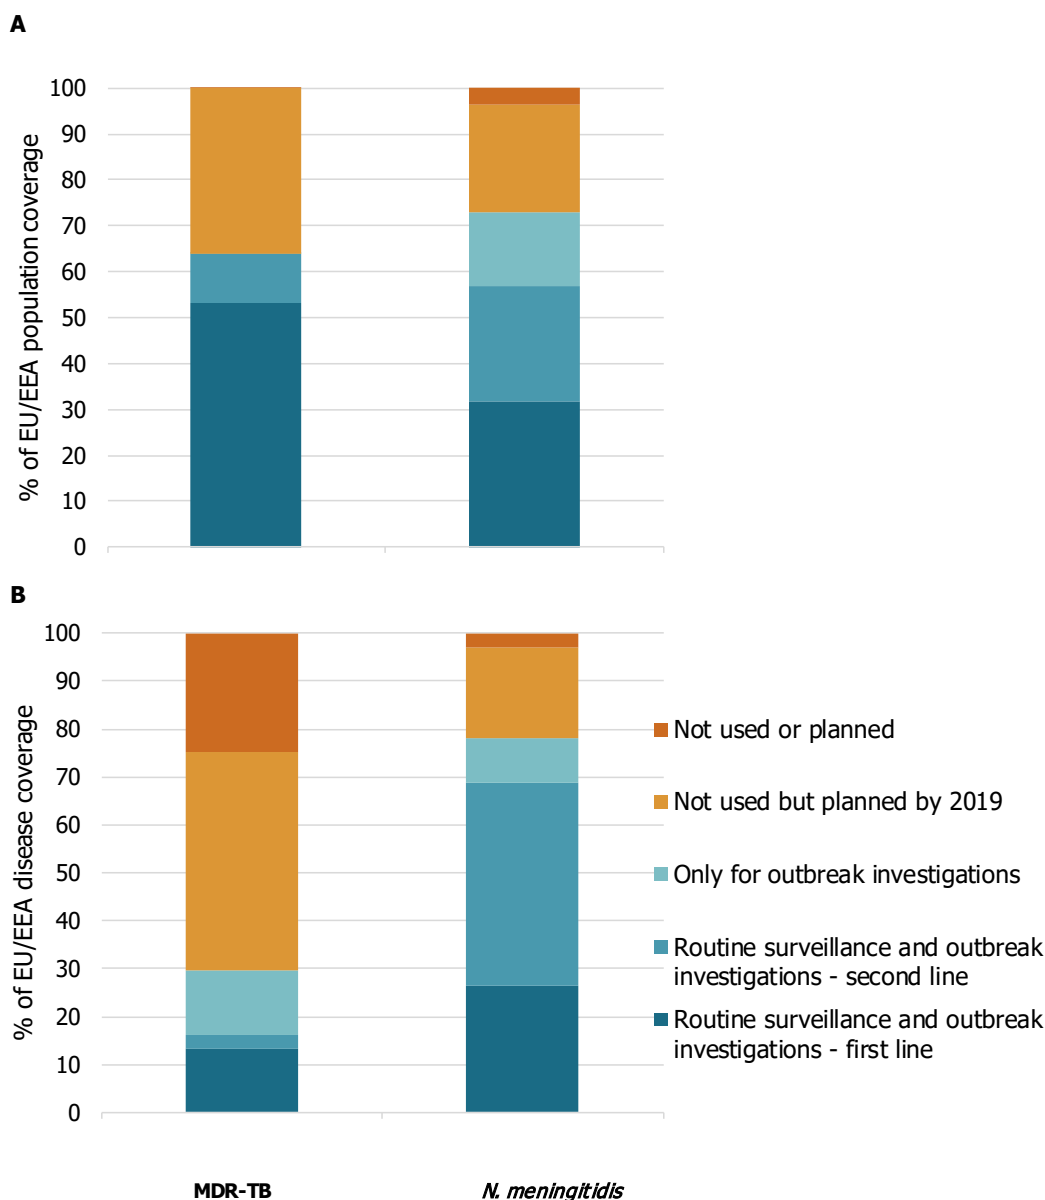 A
% of EU/EEA population coverage
100
90
80
70
60
50
40
30
20
10
0
B
% of EU/EEA disease coverage
100
90
80
70
60
50
40
30
20
10
0
Not used or planned
Not used but planned by 2019
Only for outbreak investigations
Routine surveillance and outbreak
investigations - second line
Routine surveillance and outbreak
investigations - first line
MDR-TB
N. meningitidis